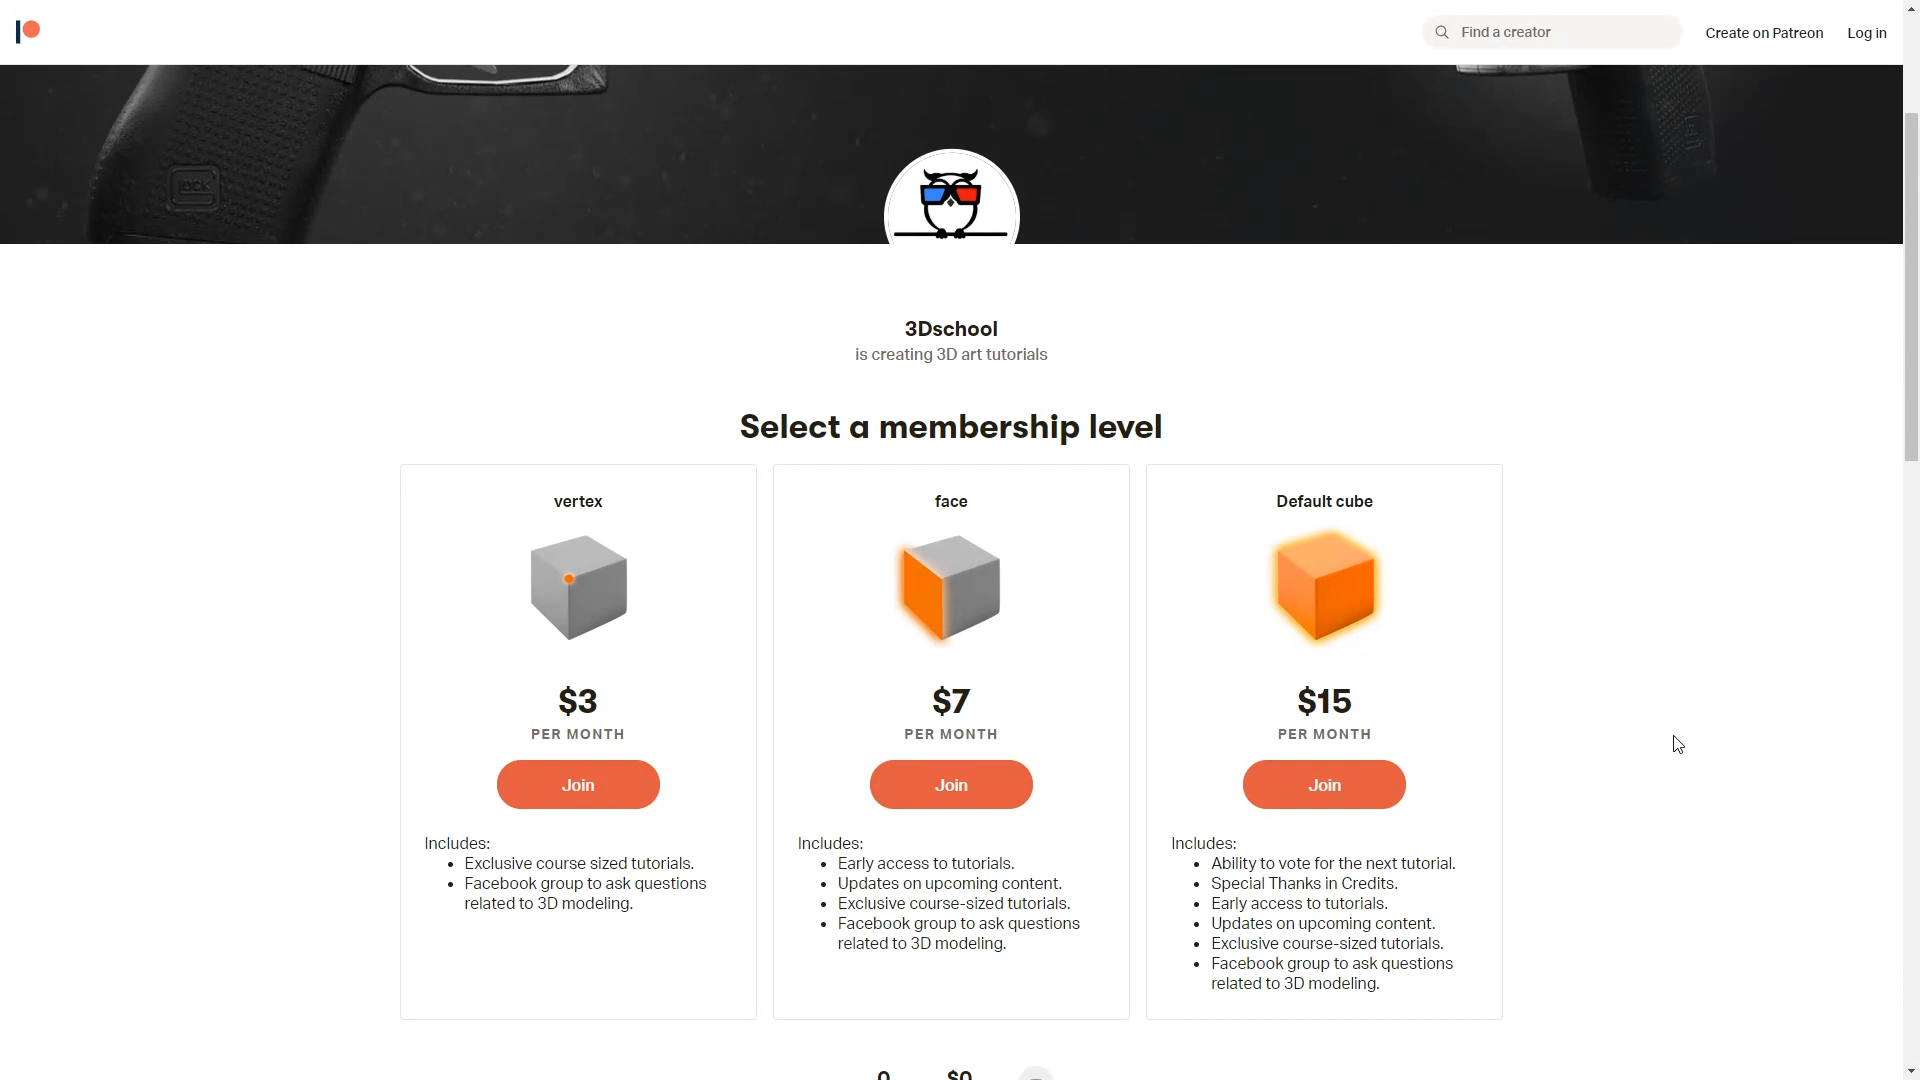 Find a creator
Create on Patreon
Log in
3Dschool
is creating 3D art tutorials
Select a membership level
vertex
$3
PER MONTH
Join
Includes:
• Exclusive course sized tutorials.
• Facebook group to ask questions
related to 3D modeling.
face
$7
PER MONTH
Join
Includes:
• Early access to tutorials.
• Updates on upcoming content.
• Exclusive course-sized tutorials.
• Facebook group to ask questions
related to 3D modeling.
Default cube
$15
PER MONTH
Join
Includes:
• Ability to vote for the next tutorial.
• Special Thanks in Credits.
• Early access to tutorials.
• Updates on upcoming content.
• Exclusive course-sized tutorials.
• Facebook group to ask questions
related to 3D modeling.
0
$0